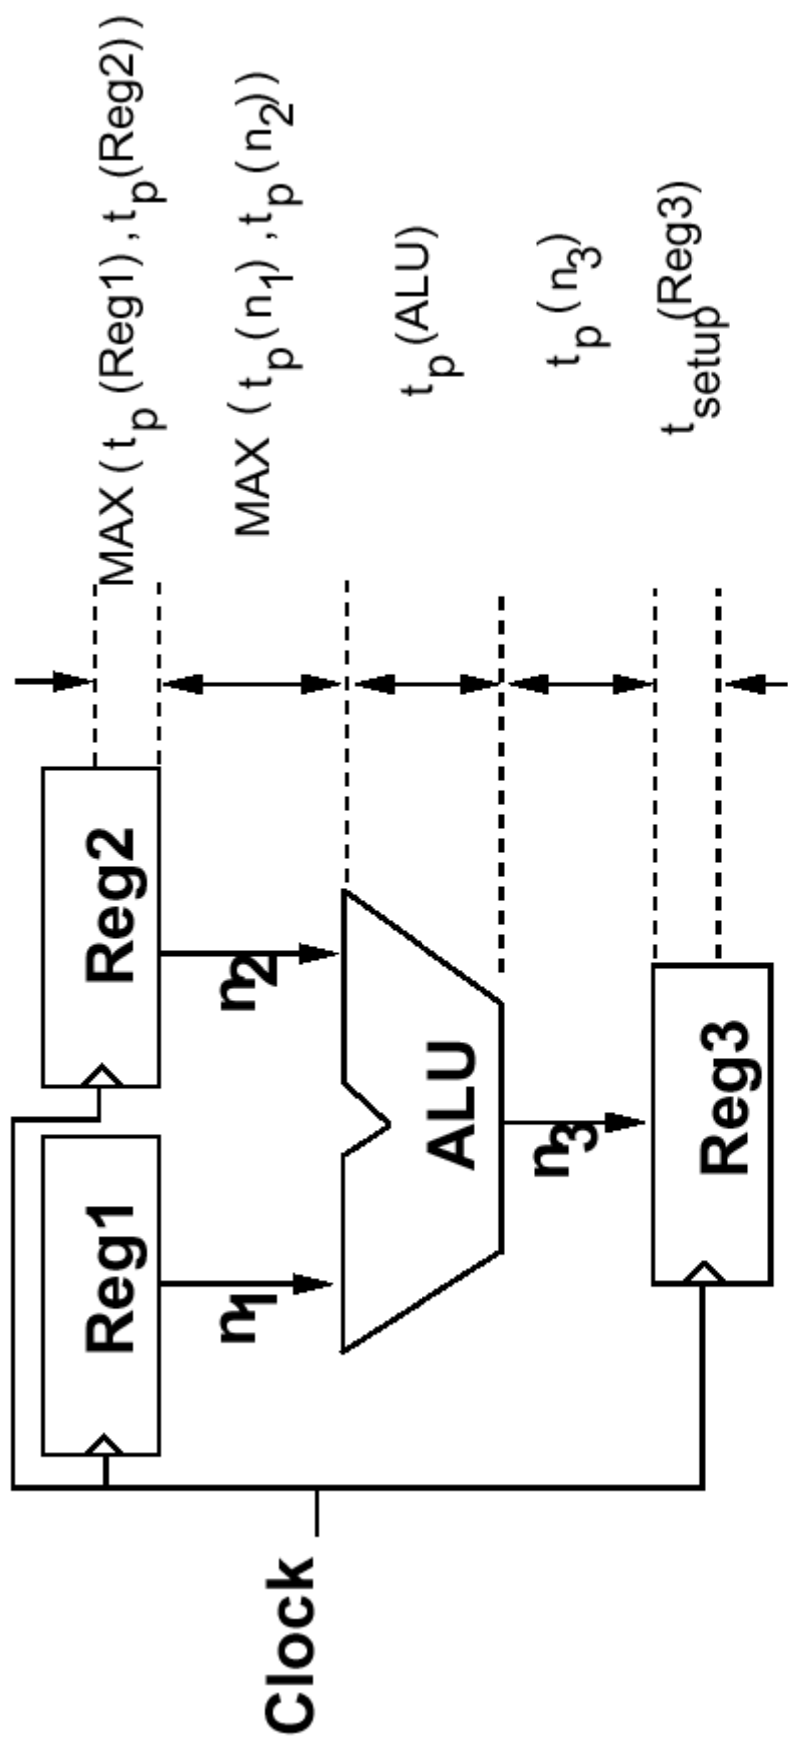 Reg1
Reg2
MAX (tp(Reg1),tp(Reg2))
n1
n2
MAX (tp(n1),tp(n2))
Clock
ALU
tp(ALU)
n3
tp(n3)
Reg3
tsetup(Reg3)